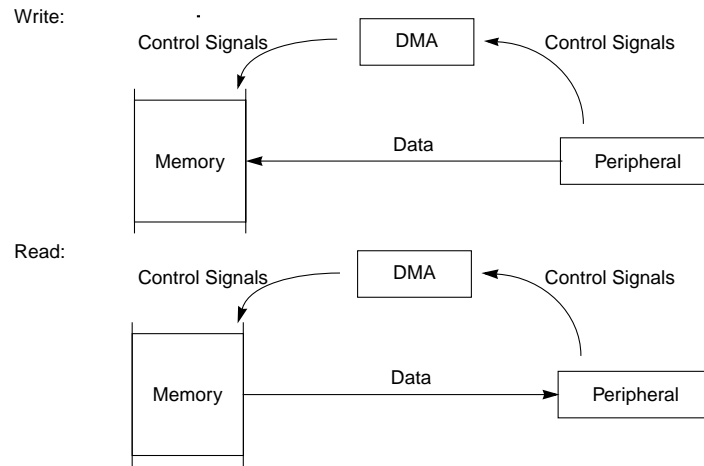 Write:
Control Signals
DMA
Control Signals
Memory
Data
Peripheral
Read:
Control Signals
DMA
Control Signals
Memory
Data
Peripheral